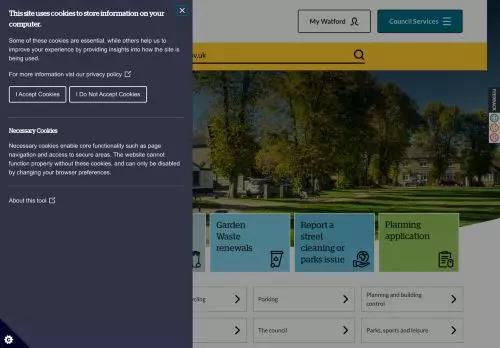 This site uses cookies to store information on your
computer.
Some of these cookies are essential, while others help us to
improve your experience by providing insights into how the site is
being used.
For more information visit our privacy policy
I Accept Cookies
I Do Not Accept Cookies
Necessary Cookies
Necessary cookies enable core functionality such as page
navigation and access to secure areas. The website cannot
function properly without these cookies, and can only be disabled
by changing your browser preferences.
About this tool
My Watford
Council Services
v.uk
FEEDBACK
Garden
Waste
renewals
Report a
street
cleaning or
parks issue
Planning
application
cling
Parking
Planning and building
control
The council
Parks, sports and leisure